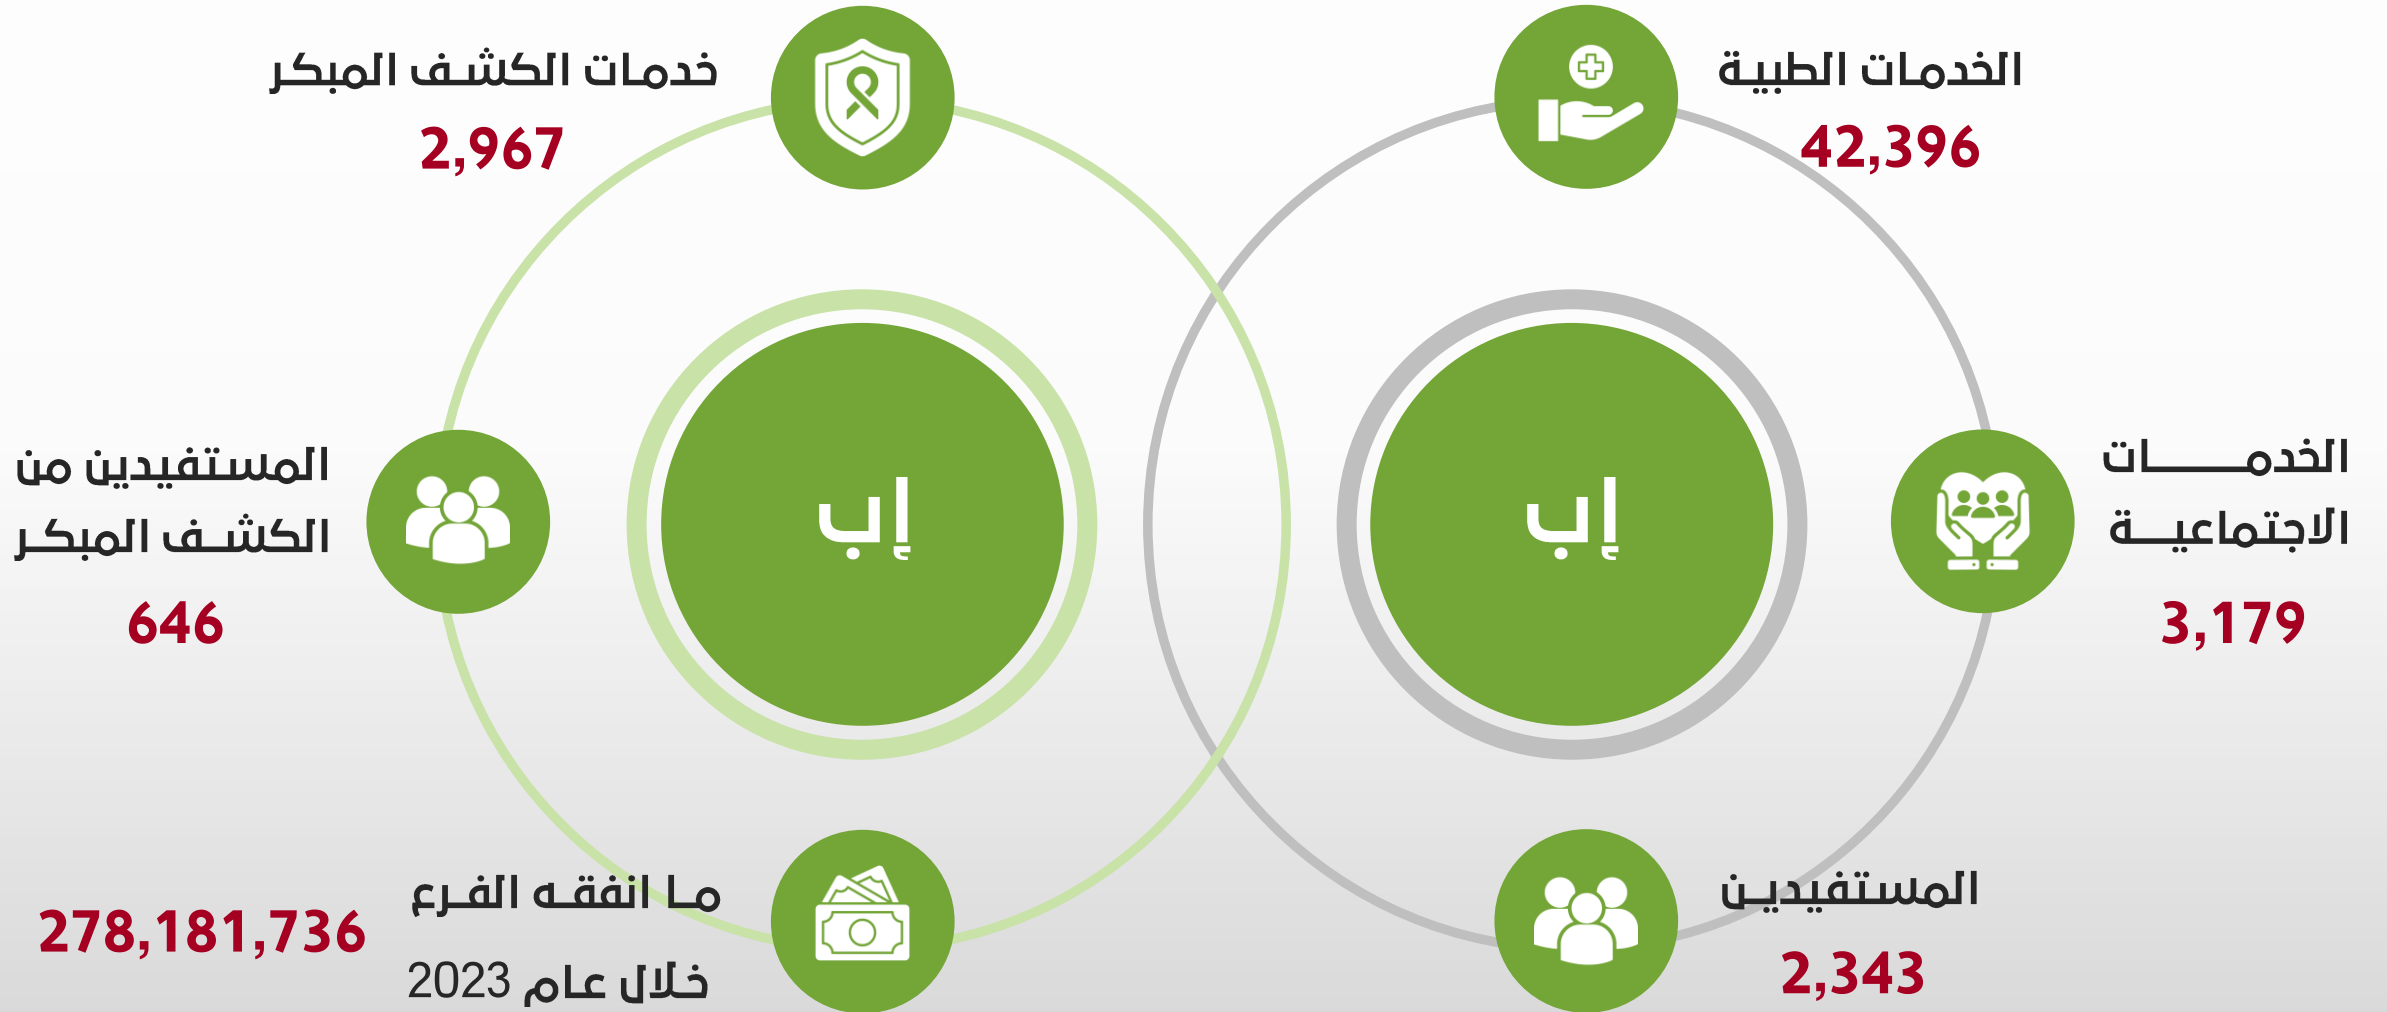 الخدمات الطبية
42,396
الخدمات
الاجتماعية
3,179
المستفيدين
2,343
إب
إب
خدمات الكشف المبكر
2,967
المستفيدين من
الكشف المبكر
646
ما انفقه الفرع
خلال عام 2023
278,181,736